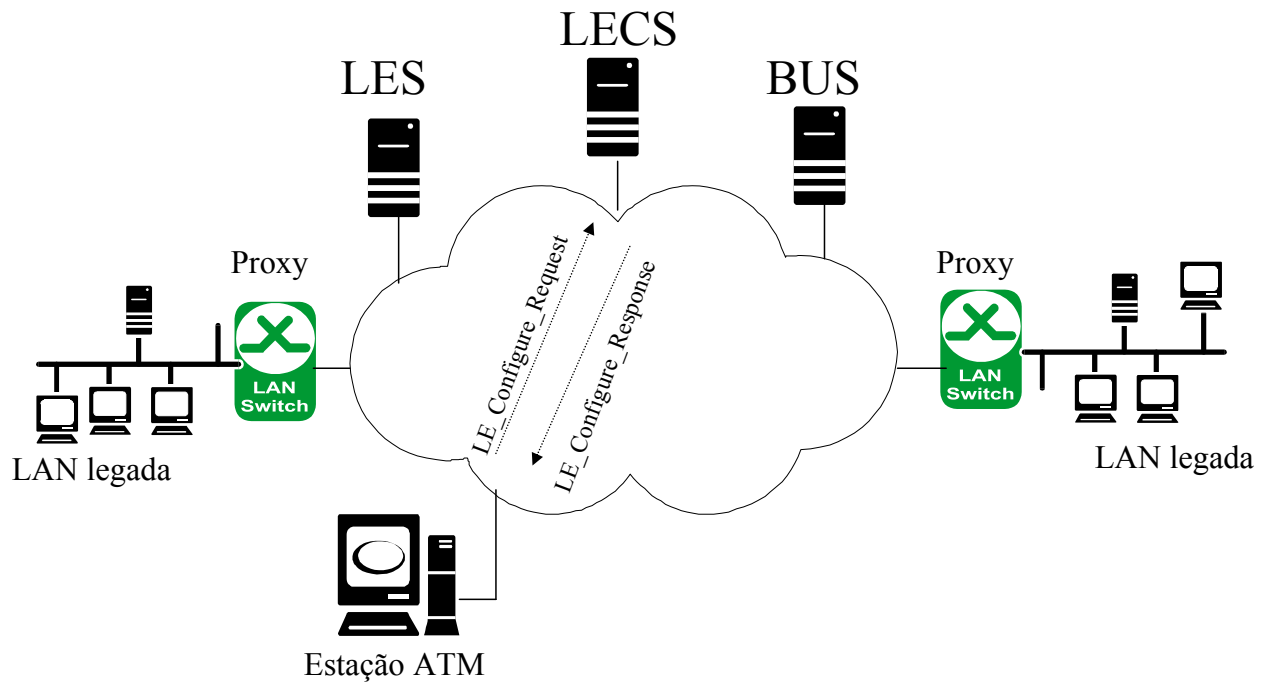 LECS
LES
BUS
Proxy
Proxy
LE_Configure_Request
LE_Configure_Response
LAN
Switch
LAN
Switch
LAN legada
LAN legada
Estação ATM